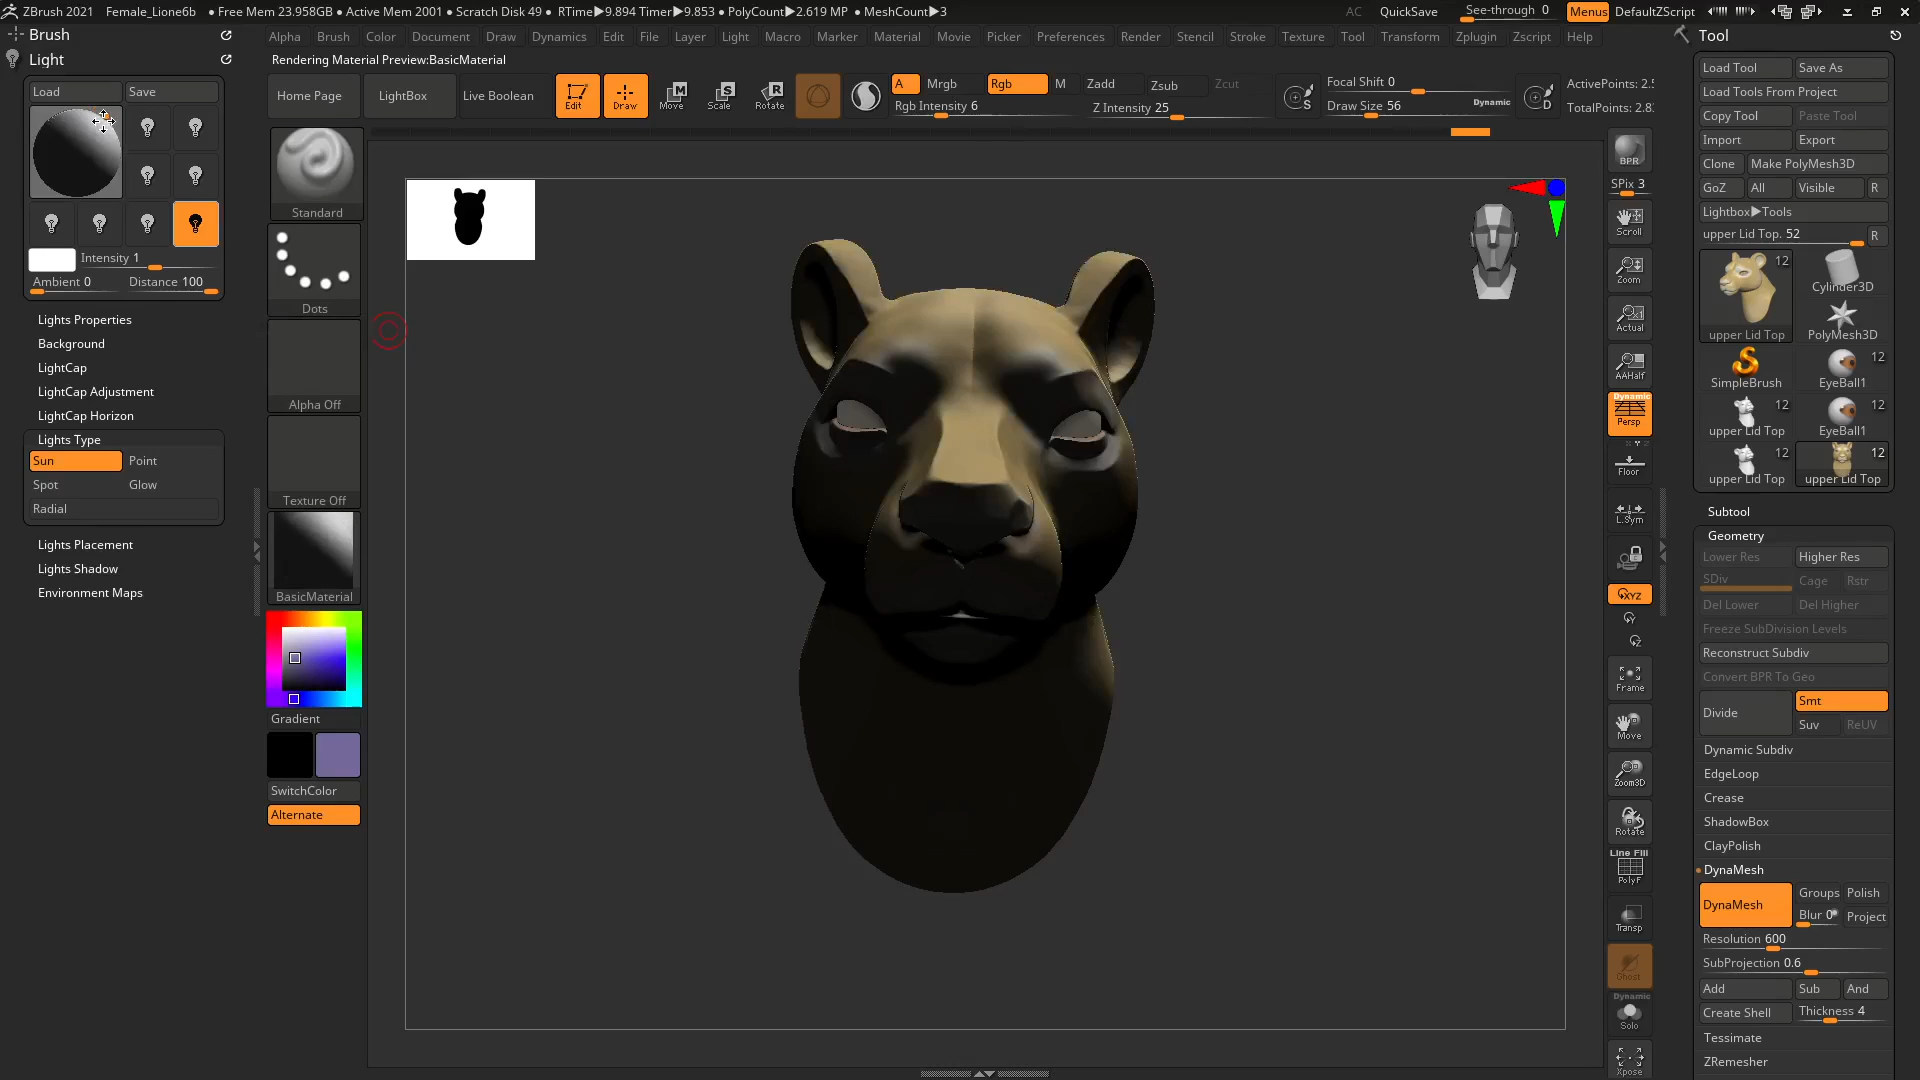 ZBrush 2021 Female_Lione6b ● Free Mem 23.958GB ● Active Mem 2001 ● Scratch Disk 49 ● RTime▶9.894 Timer▶9.853 ● PolyCount▶2.619 MP ● MeshCount▶3 AC QuickSave See-through 0 Menus DefaultZScript
Brush
Light
Alpha Brush Color Document Draw Dynamics Edit File Layer Light Macro Marker Material Movie Picker Preferences Render Stencil Stroke Texture Tool Transform Zplugin Zscript Help
Rendering Material Preview:BasicMaterial
Load Save
Intensity 1
Ambient 0 Distance 100
Lights Properties
Background
LightCap
LightCap Adjustment
LightCap Horizon
Lights Type
Sun Point
Spot Glow
Radial
Lights Placement
Lights Shadow
Environment Maps
Home Page LightBox Live Boolean Edit Draw Move Scale Rotate
A Mrgb Rgb M Zadd Zsub Zcut
Rgb Intensity 6 Z Intensity 25
S
Focal Shift 0
Draw Size 56 Dynamic
D
ActivePoints: 2.5
TotalPoints: 2.8
Standard
Dots
Alpha Off
Texture Off
BasicMaterial
Gradient
SwitchColor
Alternate
BPR
SPix 3
Scroll
Zoom
Actual
AAHalf
Dynamic
Persp
Floor
L.Sym
XYZ
Y
Z
Frame
Move
Zoom3D
Rotate
Line Fill
PolyF
Transp
Ghost
Dynamic
Solo
Xpose
Tool
Load Tool Save As
Load Tools From Project
Copy Tool Paste Tool
Import Export
Clone Make PolyMesh3D
GoZ All Visible R
Lightbox▶Tools
upper Lid Top. 52 R
12
Cylinder3D
upper Lid Top PolyMesh3D
12
SimpleBrush EyeBall1
12 12
upper Lid Top EyeBall1
12 12
upper Lid Top upper Lid Top
Subtool
Geometry
Lower Res Higher Res
SDiv Cage Rstr
Del Lower Del Higher
Freeze SubDivision Levels
Reconstruct Subdiv
Convert BPR To Geo
Divide Smt
Suv ReUV
Dynamic Subdiv
EdgeLoop
Crease
ShadowBox
ClayPolish
DynaMesh
DynaMesh Groups Polish
Blur 0 Project
Resolution 600
SubProjection 0.6
Add Sub And
Create Shell Thickness 4
Tessimate
ZRemesher